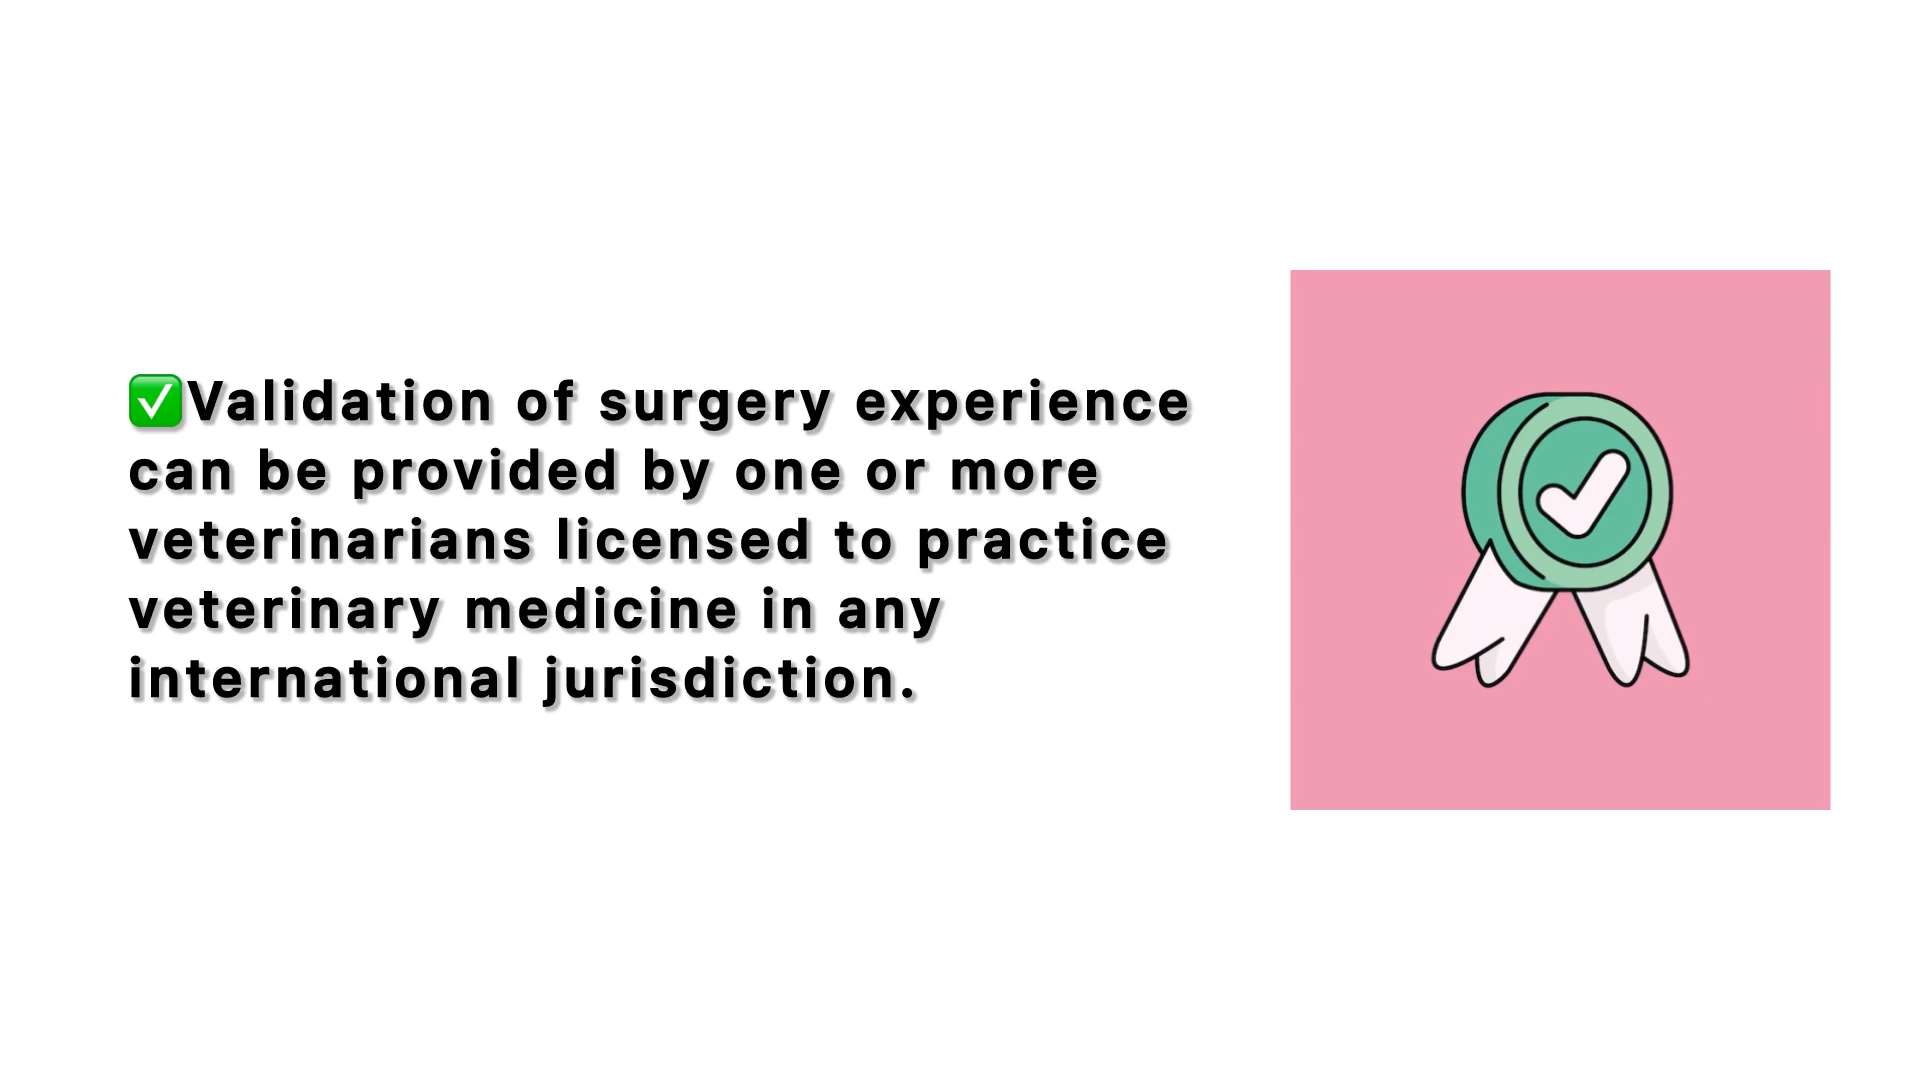 ✅Validation of surgery experience
can be provided by one or more
veterinarians licensed to practice
veterinary medicine in any
international jurisdiction.